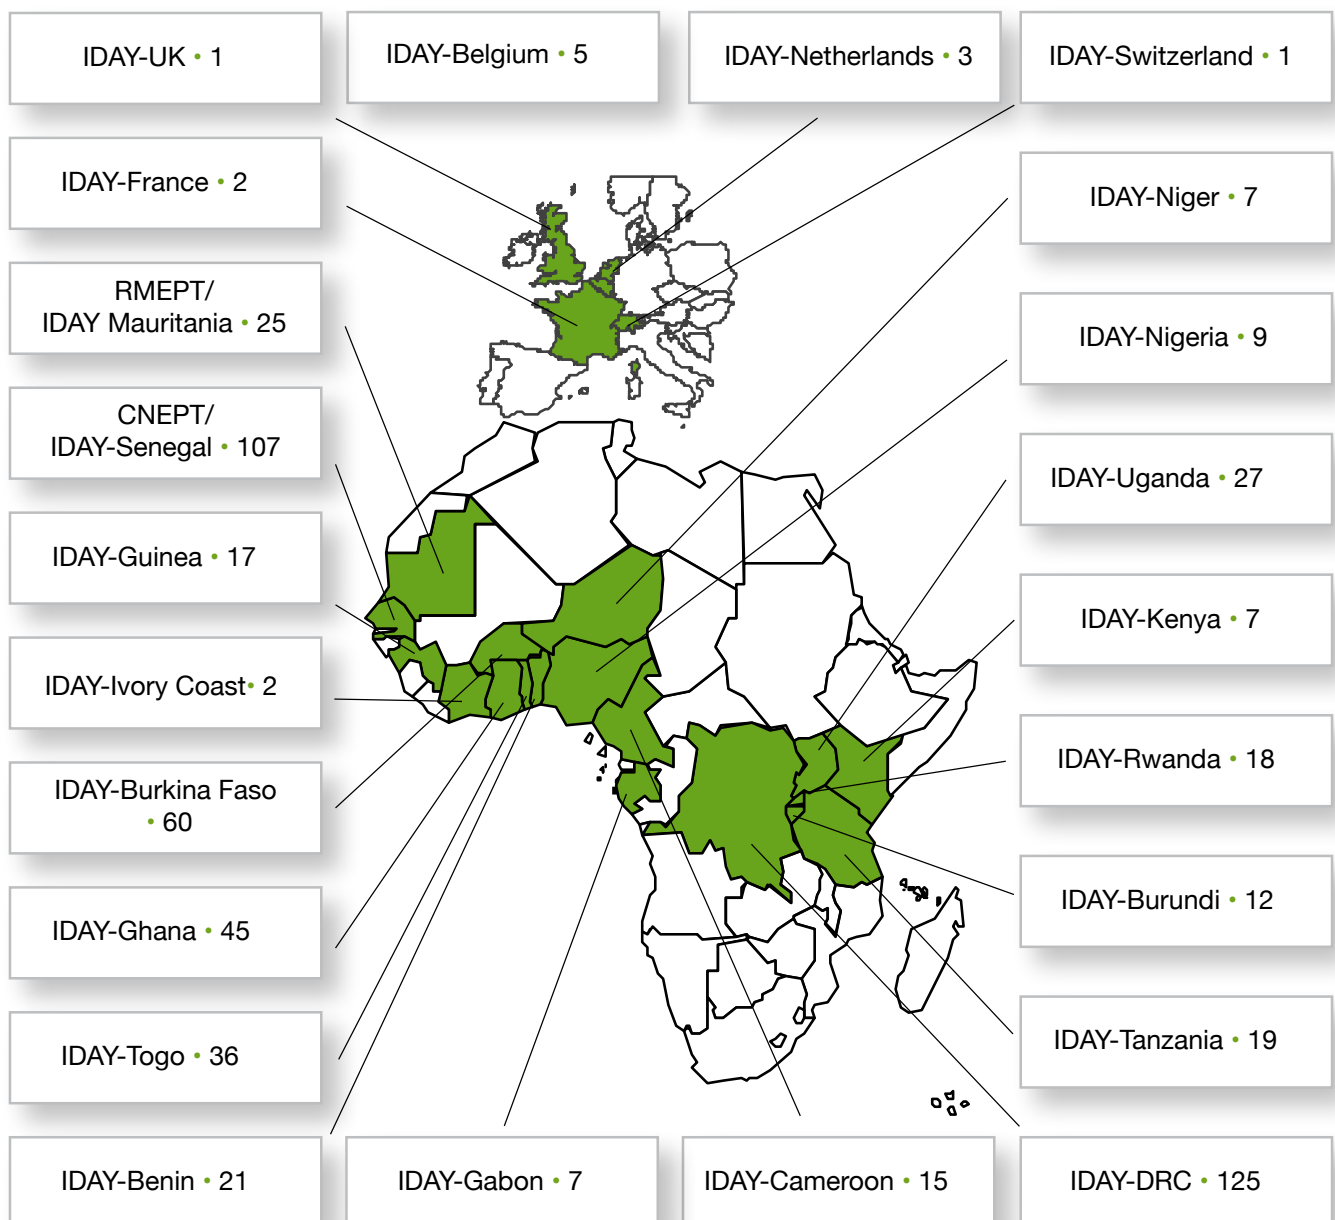 IDAY-UK • 1
IDAY-Belgium • 5
IDAY-Netherlands • 3
IDAY-Switzerland • 1
IDAY-France • 2
IDAY-Niger • 7
RMEPT/
IDAY Mauritania • 25
IDAY-Nigeria • 9
CNEPT/
IDAY-Senegal • 107
IDAY-Uganda • 27
IDAY-Guinea • 17
IDAY-Kenya • 7
IDAY-Ivory Coast• 2
IDAY-Rwanda • 18
IDAY-Burkina Faso
• 60
IDAY-Burundi • 12
IDAY-Ghana • 45
IDAY-Tanzania • 19
IDAY-Togo • 36
IDAY-Benin • 21
IDAY-Gabon • 7
IDAY-Cameroon • 15
IDAY-DRC • 125